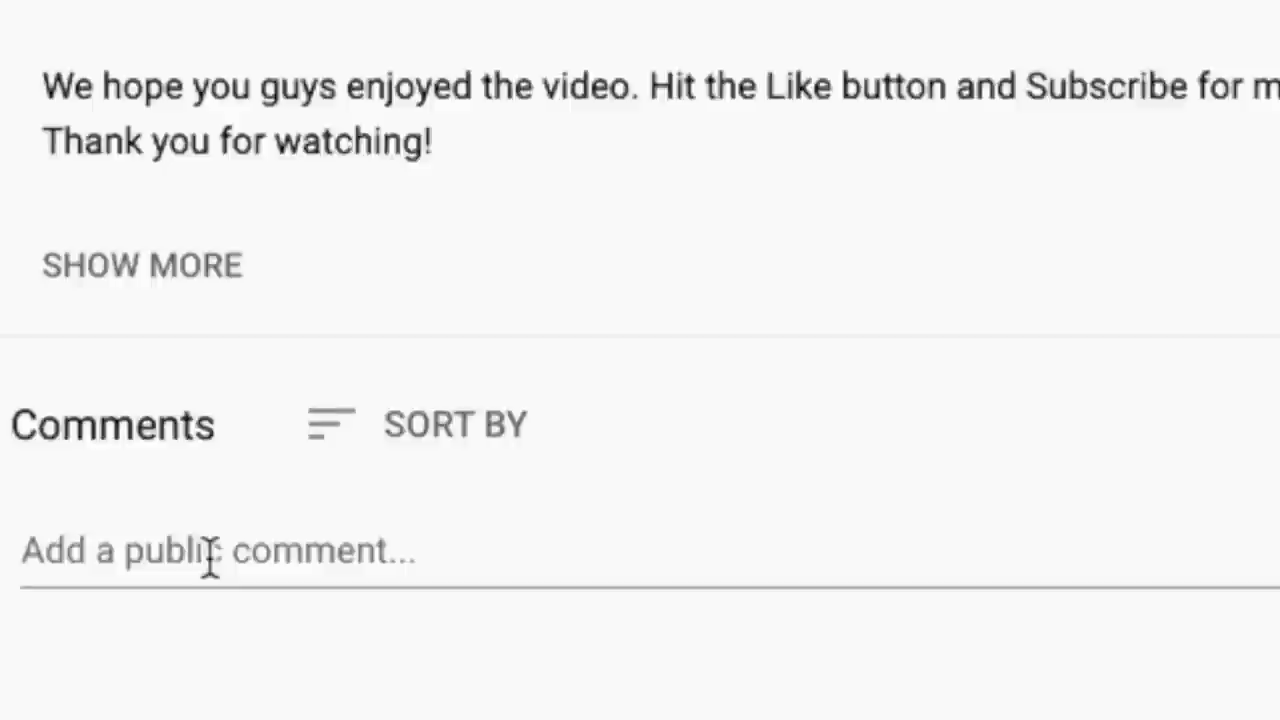 We hope you guys enjoyed the video. Hit the Like button and Subscribe for
Thank you for watching!
SHOW MORE
Comments
SORT BY
Add a public comment...